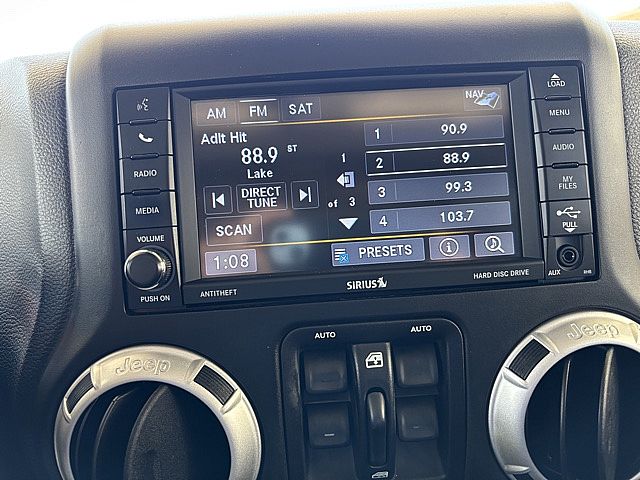 AM FM SAT NAV
Adlt Hit
88.9 ST
Lake
DIRECT
TUNE
SCAN
1:08
1
of 3
1 90.9
2 88.9
3 99.3
4 103.7
PRESETS
RADIO
MEDIA
VOLUME
PUSH ON
LOAD
MENU
AUDIO
MY
FILES
PULL
AUX RHB
ANTITHEFT
SIRIUS
HARD DISC DRIVE
AUTO AUTO
Jeep Jeep